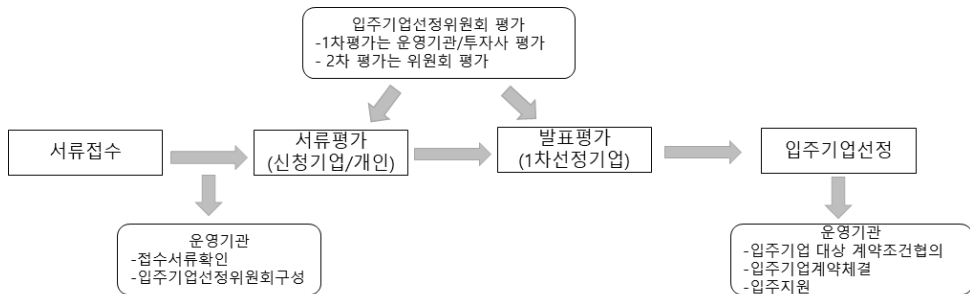 입주기업선정위원회 평가
-1차평가는 운영기관/투자사 평가
- 2차 평가는 위원회 평가
서류접수
서류평가
(신청기업/개인)
발표평가
(1차선정기업)
입주기업선정
운영기관
-접수서류확인
-입주기업선정위원회구성
운영기관
-입주기업 대상 계약조건협의
-입주기업계약체결
-입주지원